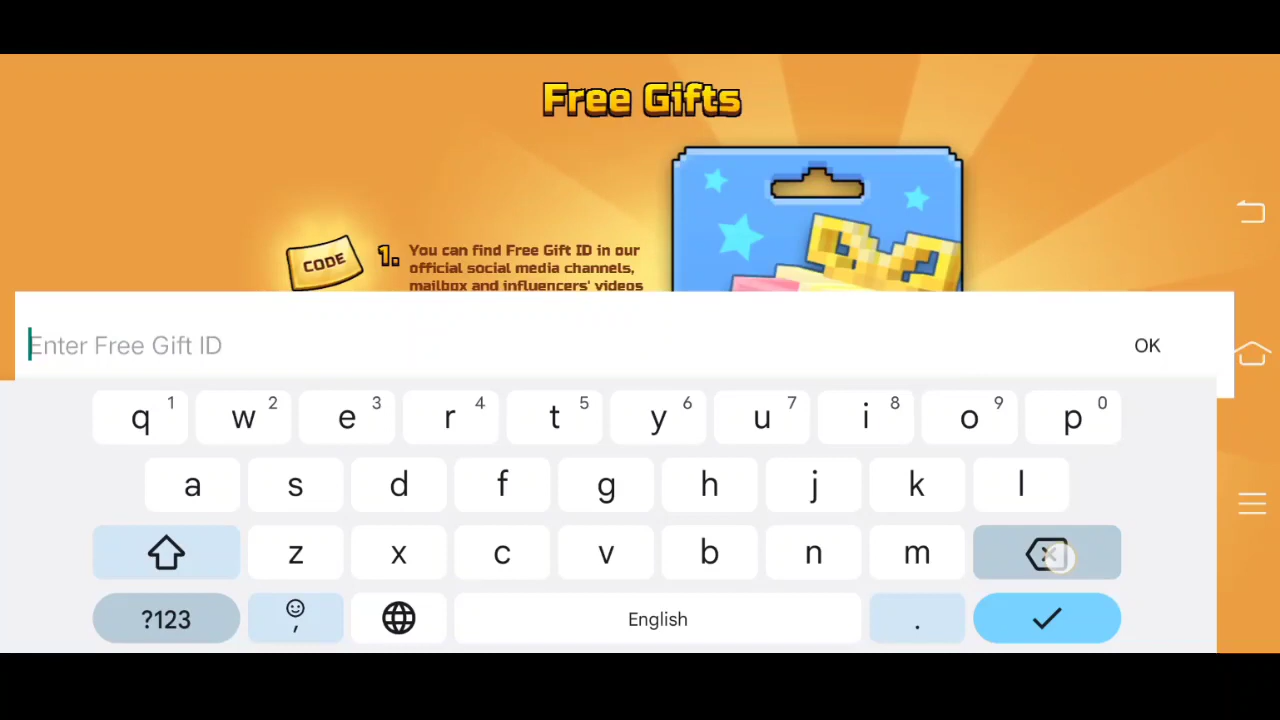 Free Gifts
CODE
1. You can find Free Gift ID in our
official social media channels,
mailbox and influencers' videos
Enter Free Gift ID
OK
q 1 w 2 e 3 r 4 t 5 y 6 u 7 i 8 o 9 p 0
a s d f g h j k l
z x c v b n m
?123 , English .